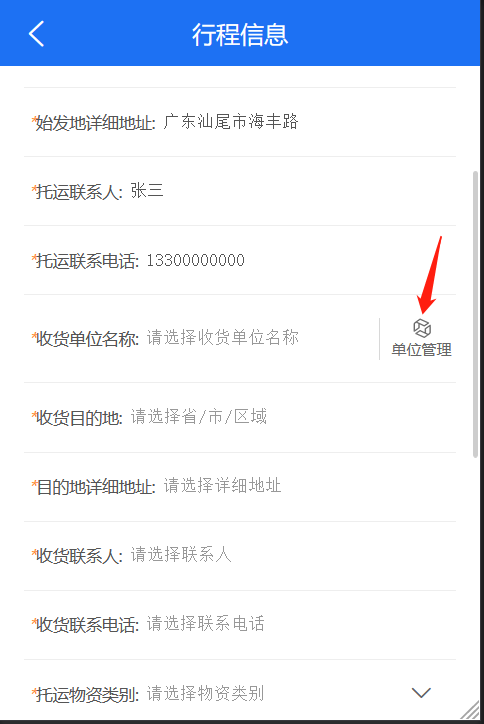 行程信息
*始发地详细地址: 广东汕尾市海丰路
*托运联系人: 张三
*托运联系电话: 13300000000
*收货单位名称: 请选择收货单位名称
单位管理
*收货目的地: 请选择省/市/区域
*目的地详细地址: 请选择详细地址
*收货联系人: 请选择联系人
*收货联系电话: 请选择联系电话
*托运物资类别: 请选择物资类别